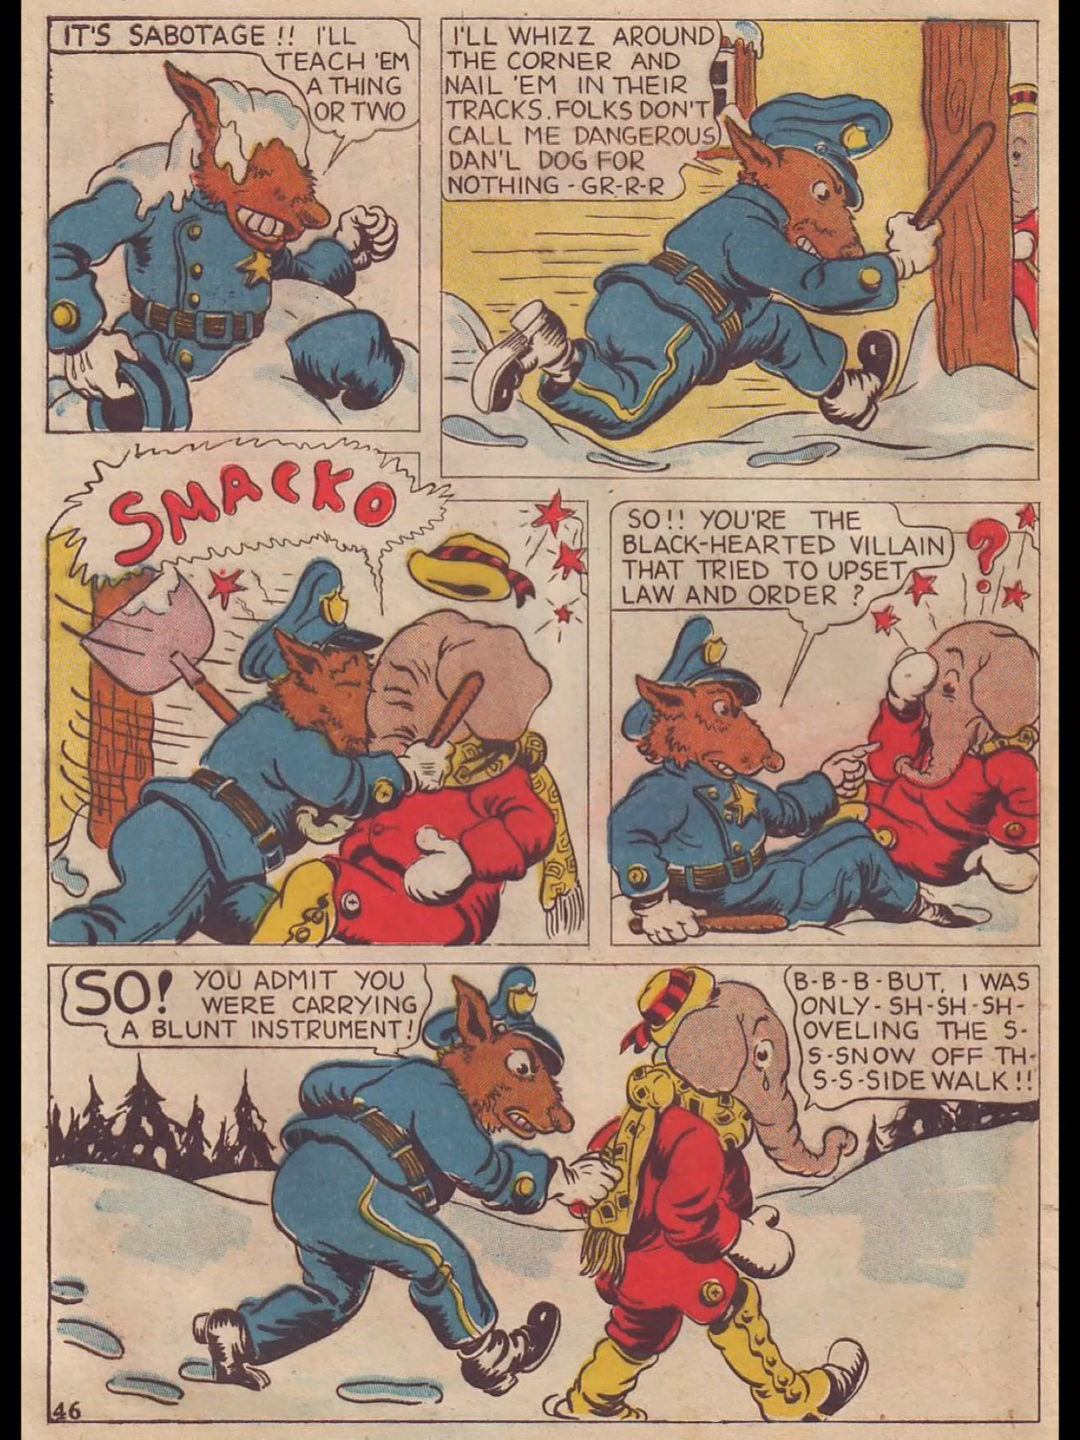 IT'S SABOTAGE!! I'LL
TEACH 'EM
A THING
OR TWO
I'LL WHIZZ AROUND
THE CORNER AND
NAIL 'EM IN THEIR
TRACKS. FOLKS DON'T
CALL ME DANGEROUS
DAN'L DOG FOR
NOTHING - GR-R-R
SMACKO
SO!! YOU'RE THE
BLACK-HEARTED VILLAIN
THAT TRIED TO UPSET
LAW AND ORDER?
?
SO! YOU ADMIT YOU
WERE CARRYING
A BLUNT INSTRUMENT!
B-B-B-BUT, I WAS
ONLY-SH-SH-SH-
OVELING THE S-
S-SNOW OFF TH-
S-S-SIDEWALK!!
46